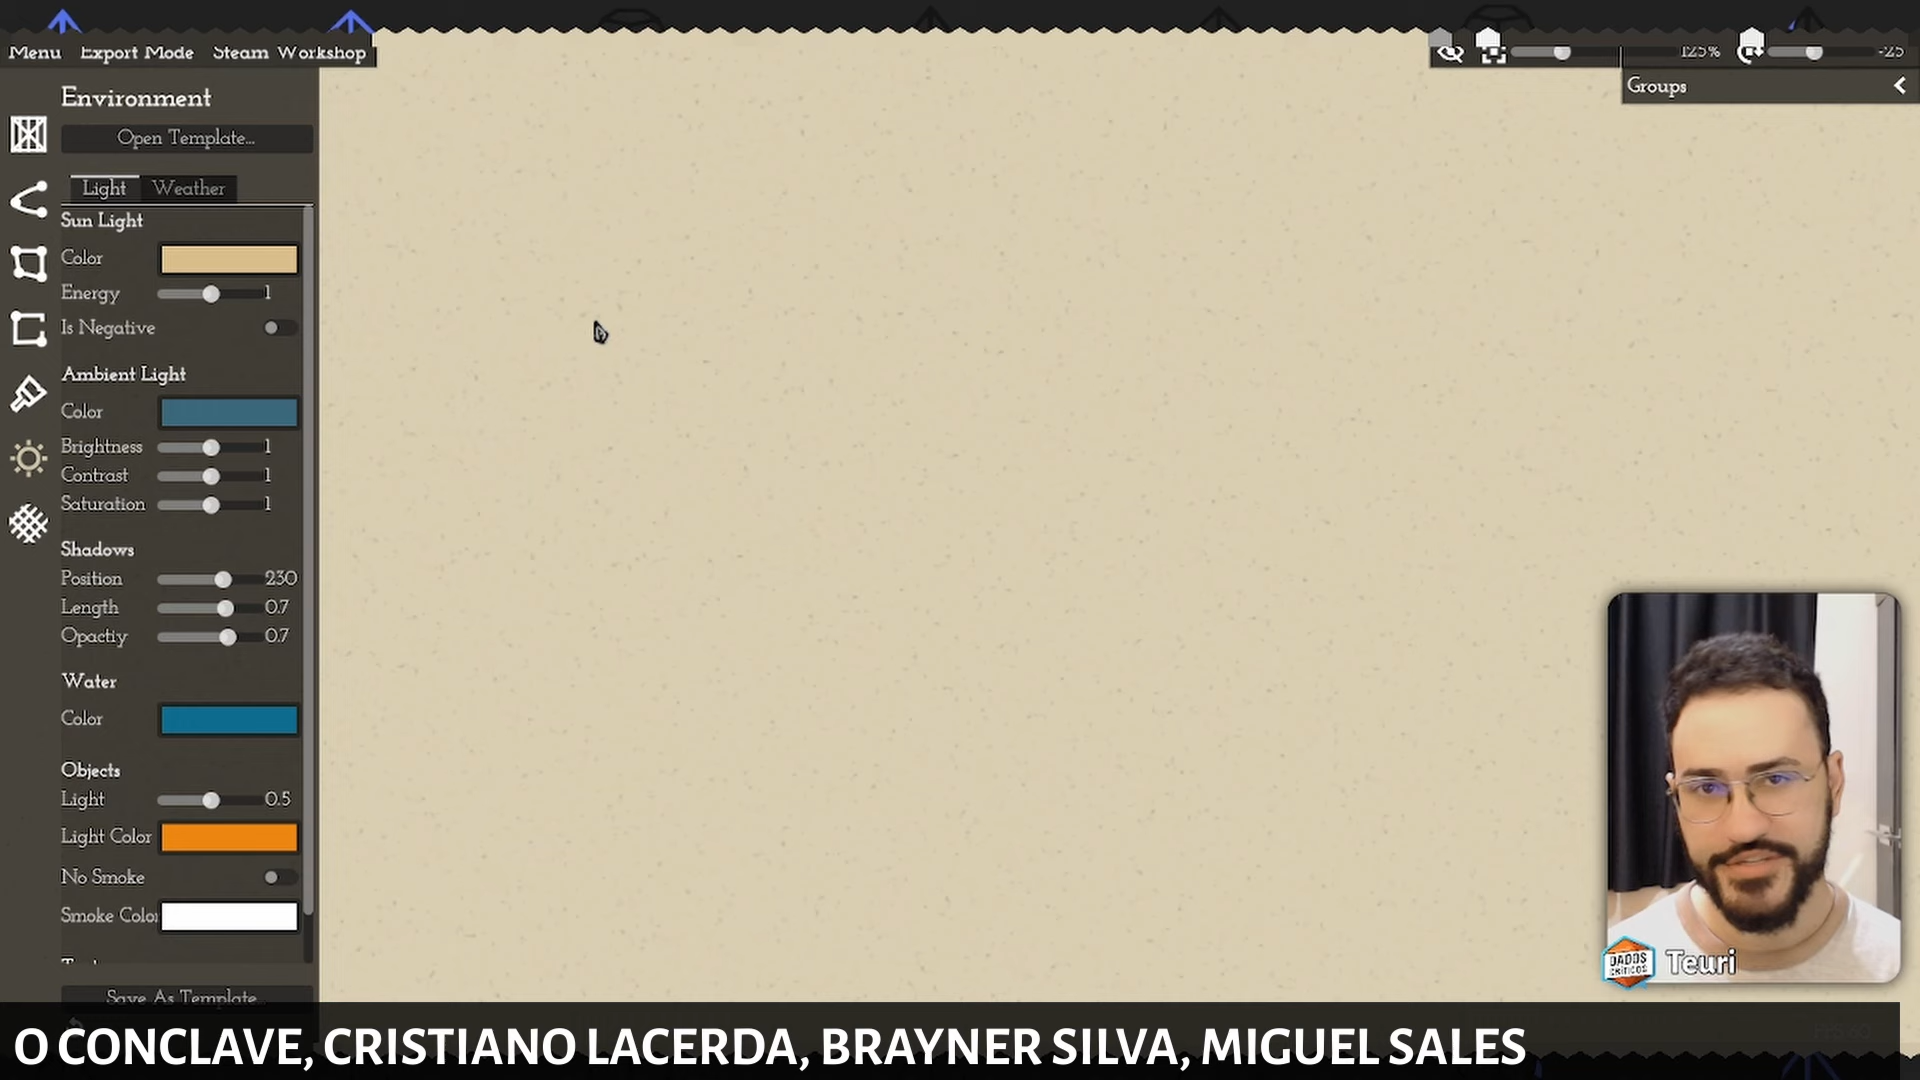 Menu Export Mode Steam Workshop
125%
-25
Groups
Environment
Open Template...
Light Weather
Sun Light
Color
Energy 1
Is Negative
Ambient Light
Color
Brightness 1
Contrast 1
Saturation 1
Shadows
Position 230
Length 0.7
Opactiy 0.7
Water
Color
Objects
Light 0.5
Light Color
No Smoke
Smoke Color
Save As Template...
DADOS
CRÍTICOS
Teuri
O CONCLAVE, CRISTIANO LACERDA, BRAYNER SILVA, MIGUEL SALES